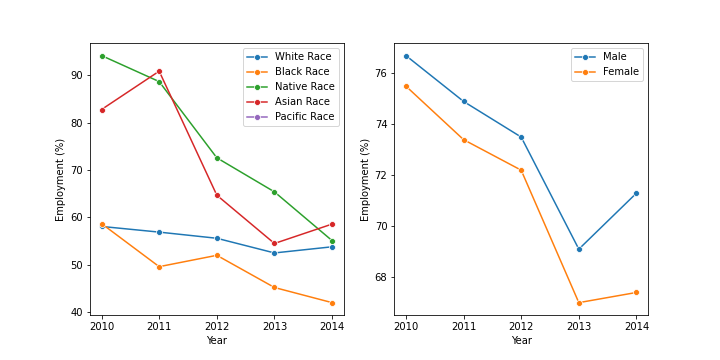 White Race
Black Race
Native Race
Asian Race
Pacific Race
90
80
70
60
50
40
Employment (%)
2010 2011 2012 2013 2014
Year
Male
Female
76
74
72
70
68
Employment (%)
2010 2011 2012 2013 2014
Year